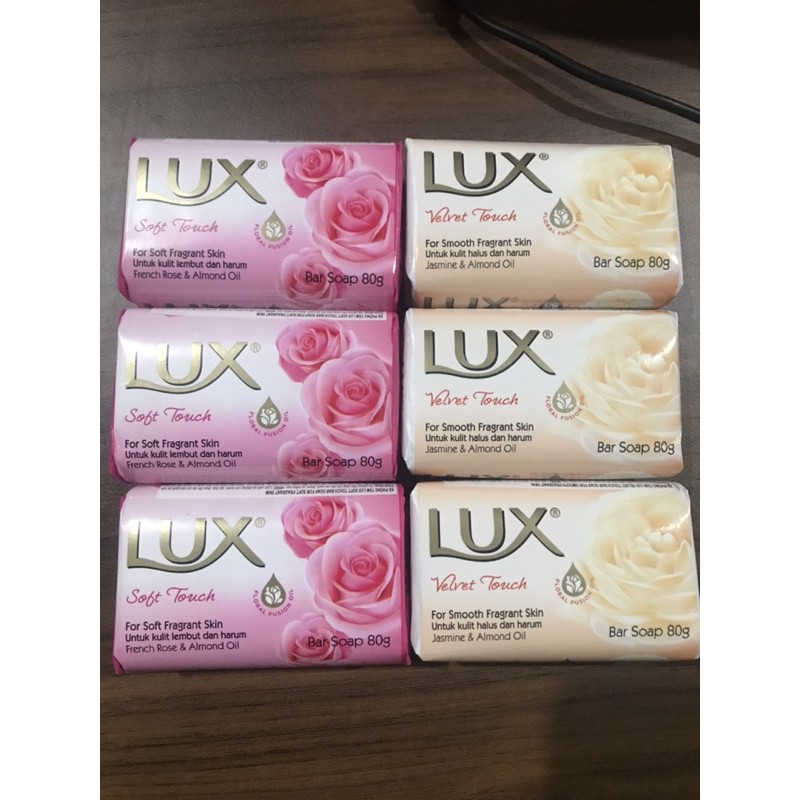 LUX®
Soft Touch
FLORAL FUSION OIL
For Soft Fragrant Skin
Untuk kulit lembut dan harum
French Rose & Almond Oil
Bar Soap 80g
LUX®
Velvet Touch
FLORAL FUSION OIL
For Smooth Fragrant Skin
Untuk kulit halus dan harum
Jasmine & Almond Oil
Bar Soap 80g
LUX®
Soft Touch
FLORAL FUSION OIL
For Soft Fragrant Skin
Untuk kulit lembut dan harum
French Rose & Almond Oil
Bar Soap 80g
LUX®
Velvet Touch
FLORAL FUSION OIL
For Smooth Fragrant Skin
Untuk kulit halus dan harum
Jasmine & Almond Oil
Bar Soap 80g
LUX®
Soft Touch
FLORAL FUSION OIL
For Soft Fragrant Skin
Untuk kulit lembut dan harum
French Rose & Almond Oil
Bar Soap 80g
LUX®
Velvet Touch
FLORAL FUSION OIL
For Smooth Fragrant Skin
Untuk kulit halus dan harum
Jasmine & Almond Oil
Bar Soap 80g